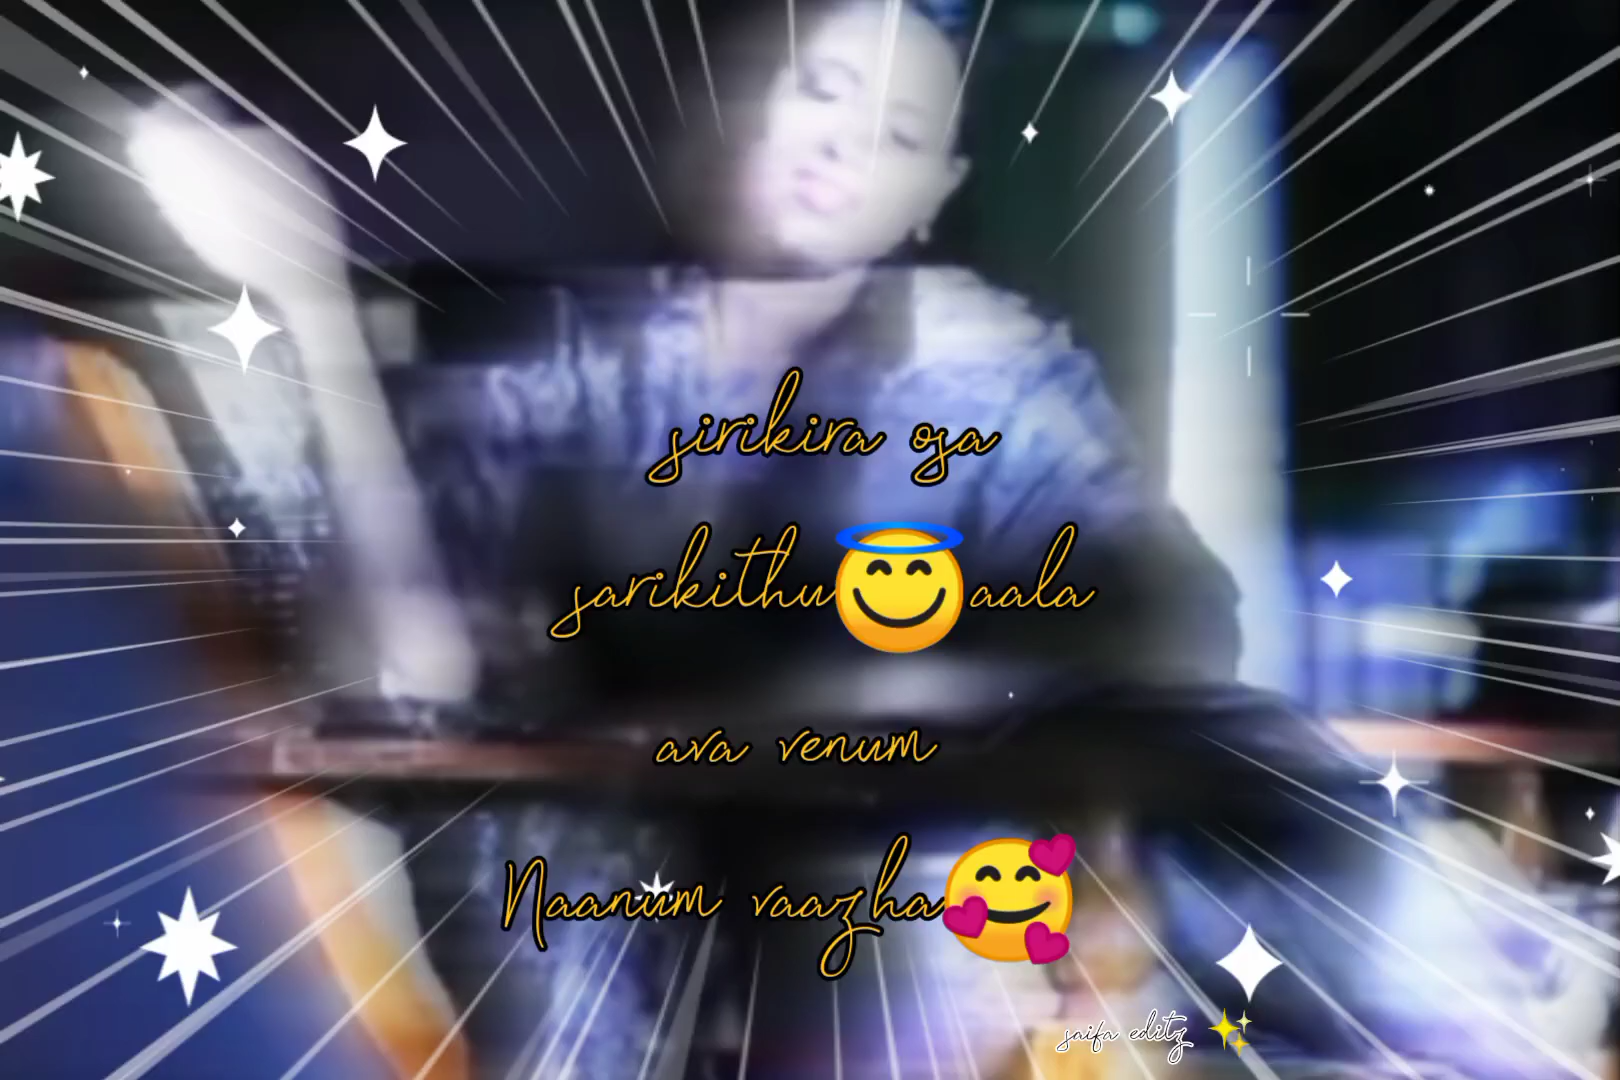 sirikira osa
sarikithu😇aala
ava venum
Naanum vaazha🥰
saifa editz ✨